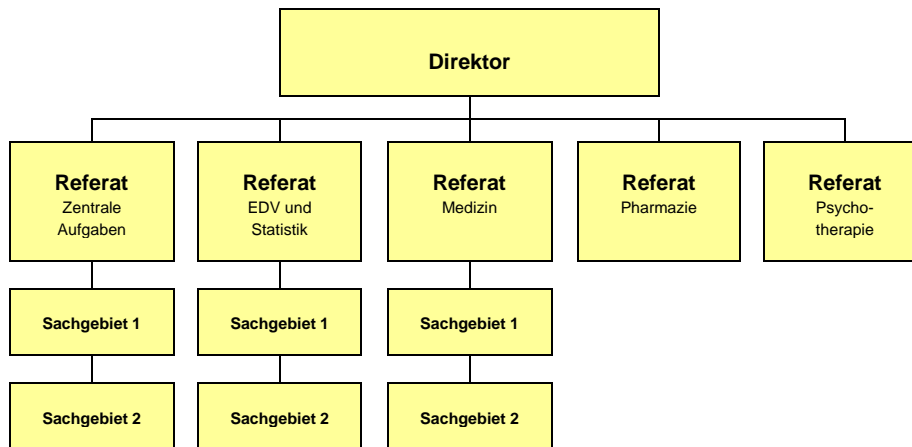 Direktor
Referat
Zentrale
Aufgaben
Referat
EDV und
Statistik
Referat
Medizin
Referat
Pharmazie
Referat
Psycho-
therapie
Sachgebiet 1
Sachgebiet 1
Sachgebiet 1
Sachgebiet 2
Sachgebiet 2
Sachgebiet 2